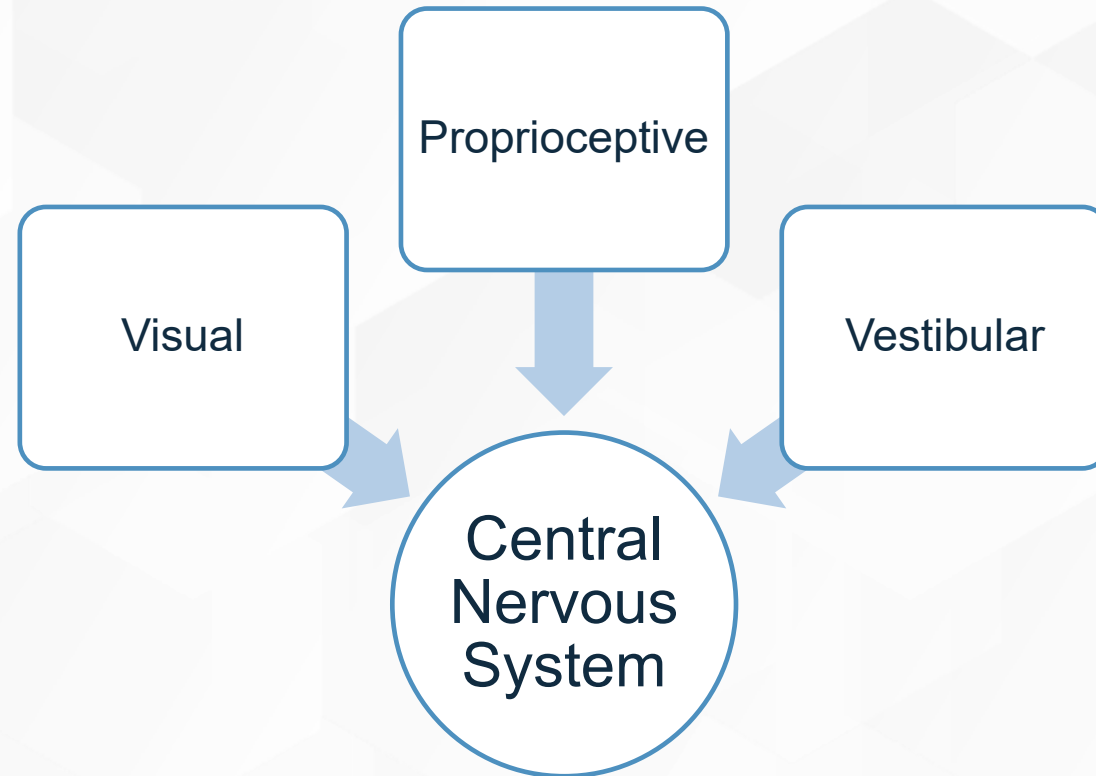 Proprioceptive
Visual
Vestibular
Central
Nervous
System